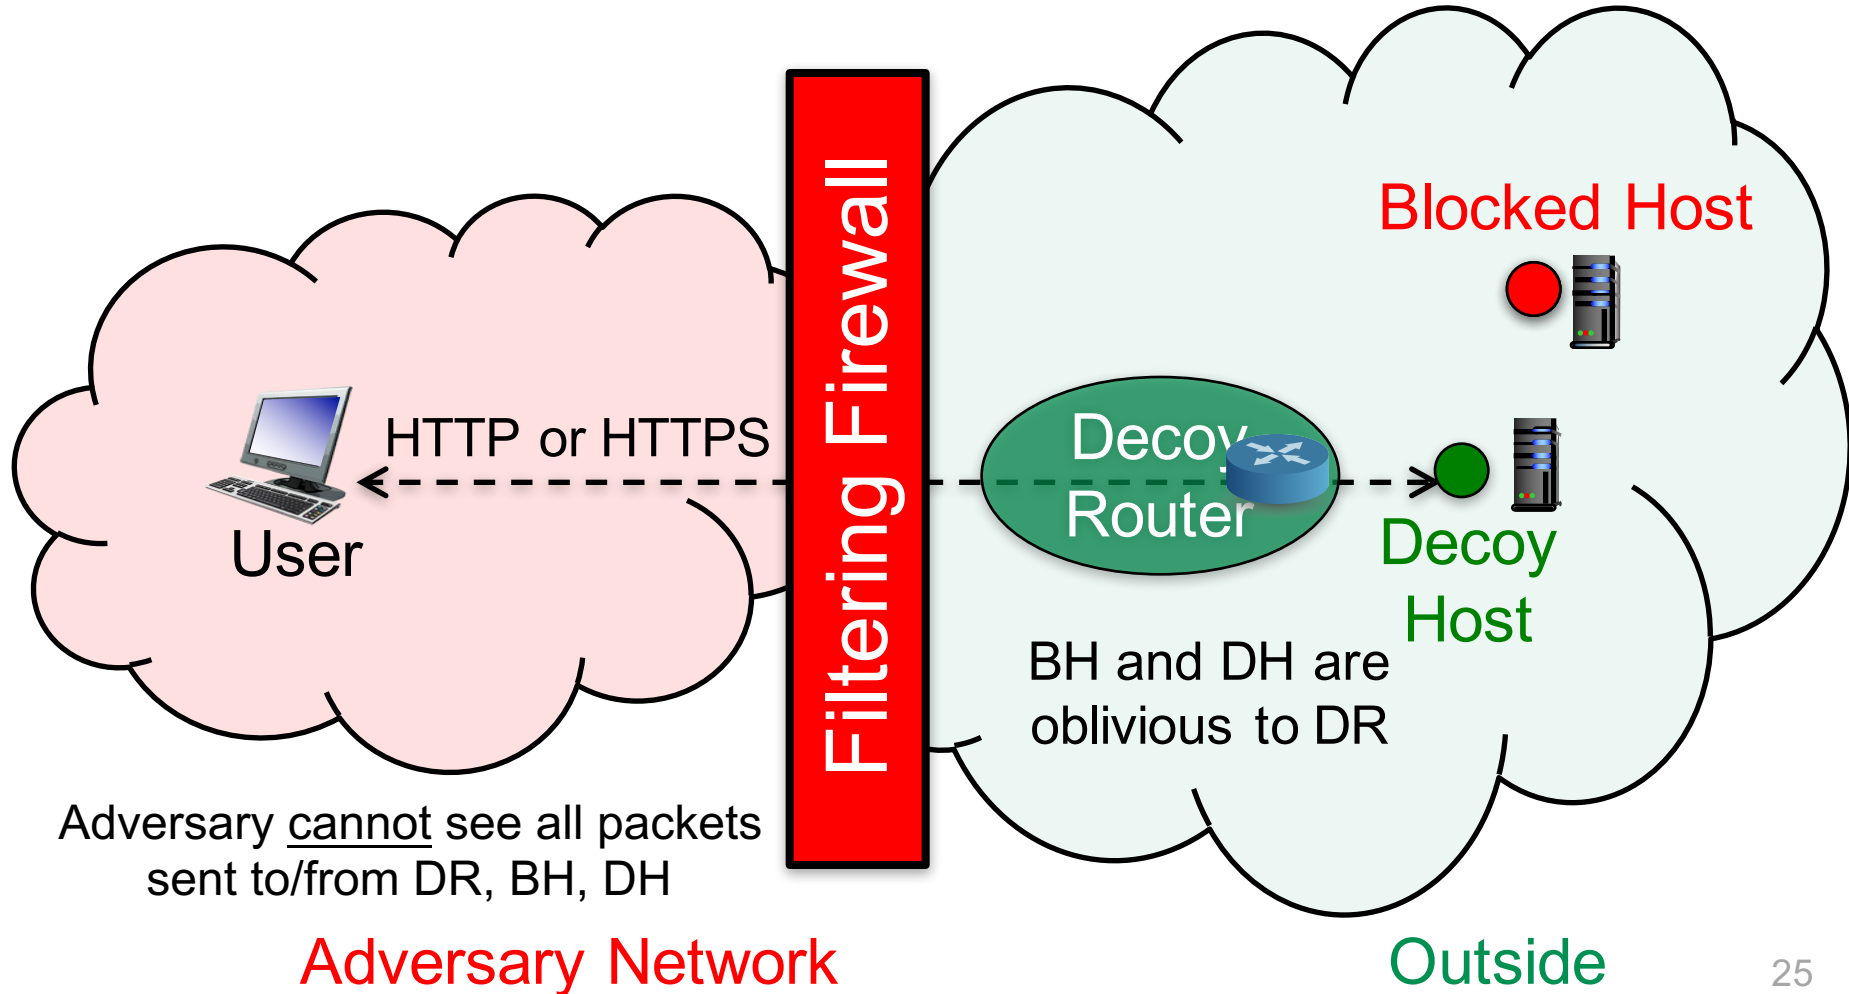 Blocked Host
HTTP or HTTPS
User
Filtering Firewall
Decoy
Router
Decoy
Host
BH and DH are
oblivious to DR
Adversary cannot see all packets
sent to/from DR, BH, DH
Adversary Network
Outside
25